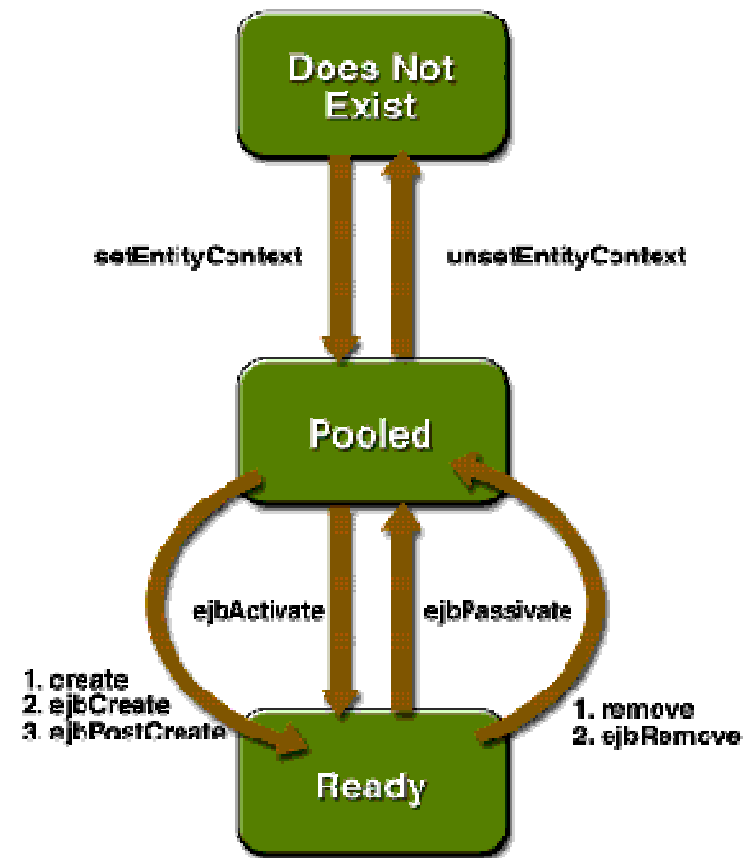 Does Not
Exist
setEntityContext
unsetEntityContext
Pooled
ejbActivate
ejbPassivate
1. create
2. ejbCreate
3. ejbPostCreate
1. remove
2. ejbRemove
Ready